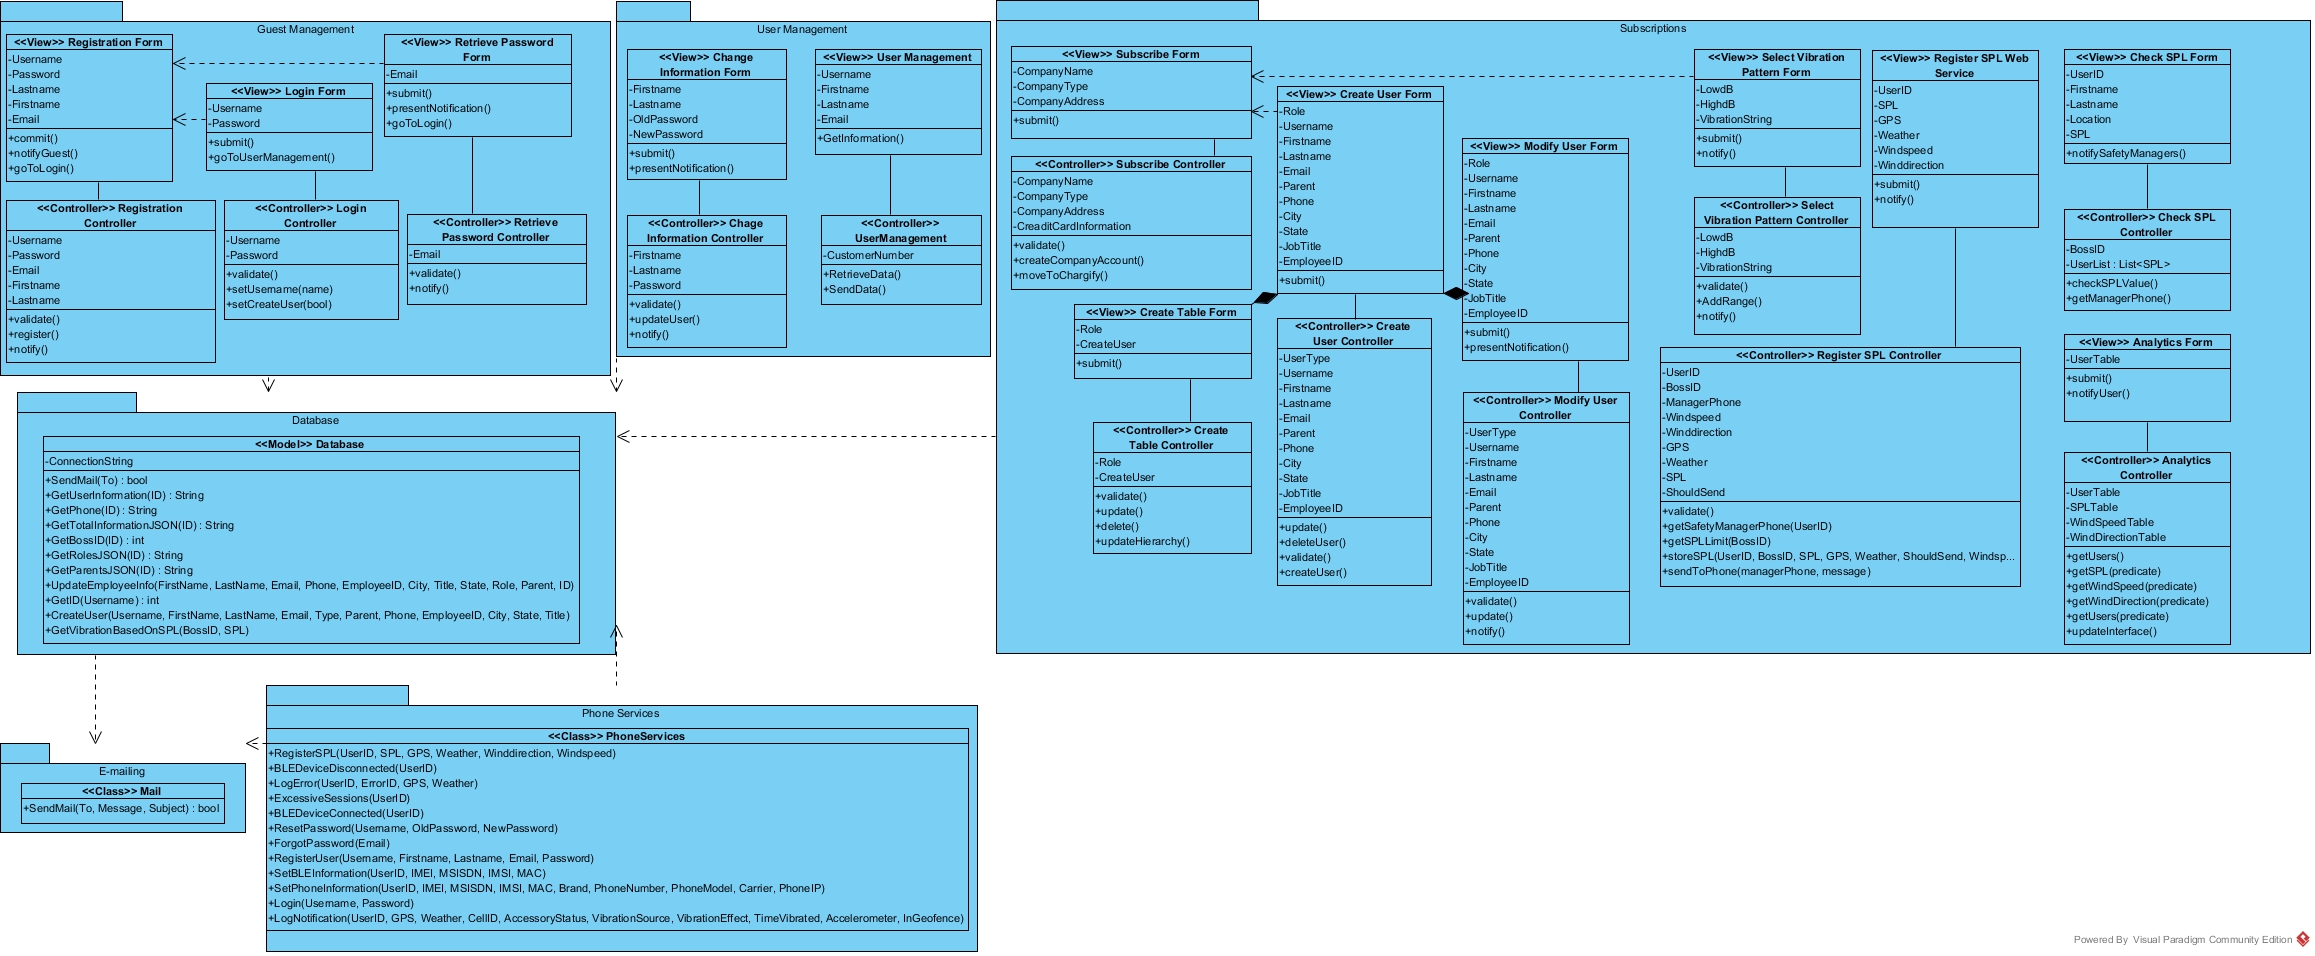 Guest Management
<<View>> Registration Form
-Username
-Password
-Lastname
-Firstname
-Email
+commit()
+notifyGuest()
+goToLogin()
<<View>> Login Form
-Username
-Password
+submit()
+goToUserManagement()
<<View>> Retrieve Password
Form
-Email
+submit()
+presentNotification()
+goToLogin()
<<Controller>> Registration
Controller
-Username
-Password
-Email
-Firstname
-Lastname
+validate()
+register()
+notify()
<<Controller>> Login
Controller
-Username
-Password
+validate()
+setUsername(name)
+setCreateUser(bool)
<<Controller>> Retrieve
Password Controller
-Email
+validate()
+notify()
User Management
<<View>> Change
Information Form
-Firstname
-Lastname
-OldPassword
-NewPassword
+submit()
+presentNotification()
<<View>> User Management
-Username
-Firstname
-Lastname
-Email
+GetInformation()
<<Controller>> Chage
Information Controller
-Firstname
-Lastname
-Password
+validate()
+updateUser()
+notify()
<<Controller>>
UserManagement
-CustomerNumber
+RetrieveData()
+SendData()
Subscriptions
<<View>> Subscribe Form
-CompanyName
-CompanyType
-CompanyAddress
+submit()
<<Controller>> Subscribe Controller
-CompanyName
-CompanyType
-CompanyAddress
-CreaditCardInformation
+validate()
+createCompanyAccount()
+moveToChargify()
<<View>> Create User Form
-Role
-Username
-Firstname
-Lastname
-Email
-Parent
-Phone
-City
-State
-JobTitle
-EmployeeID
+submit()
<<View>> Modify User Form
-Role
-Username
-Firstname
-Lastname
-Email
-Parent
-Phone
-City
-State
-JobTitle
-EmployeeID
+submit()
+presentNotification()
<<View>> Create Table Form
-Role
-CreateUser
+submit()
<<Controller>> Create
Table Controller
-Role
-CreateUser
+validate()
+update()
+delete()
+updateHierarchy()
<<Controller>> Create
User Controller
-UserType
-Username
-Firstname
-Lastname
-Email
-Parent
-Phone
-City
-State
-JobTitle
-EmployeeID
+update()
+deleteUser()
+validate()
+createUser()
<<Controller>> Modify User
Controller
-UserType
-Username
-Firstname
-Lastname
-Email
-Parent
-Phone
-City
-State
-JobTitle
-EmployeeID
+validate()
+update()
+notify()
<<View>> Select Vibration
Pattern Form
-LowdB
-HighdB
-VibrationString
+submit()
+notify()
<<Controller>> Select
Vibration Pattern Controller
-LowdB
-HighdB
-VibrationString
+validate()
+AddRange()
+notify()
<<View>> Register SPL Web
Service
-UserID
-SPL
-GPS
-Weather
-Windspeed
-Winddirection
+submit()
+notify()
<<Controller>> Register SPL Controller
-UserID
-BossID
-ManagerPhone
-Windspeed
-Winddirection
-GPS
-Weather
-SPL
-ShouldSend
+validate()
+getSafetyManagerPhone(UserID)
+getSPLLimit(BossID)
+storeSPL(UserID, BossID, SPL, GPS, Weather, ShouldSend, Windsp...
+sendToPhone(managerPhone, message)
<<View>> Check SPL Form
-UserID
-Firstname
-Lastname
-Location
-SPL
+notifySafetyManagers()
<<Controller>> Check SPL
Controller
-BossID
-UserList : List<SPL>
+checkSPLValue()
+getManagerPhone()
<<View>> Analytics Form
-UserTable
+submit()
+notifyUser()
<<Controller>> Analytics
Controller
-UserTable
-SPLTable
-WindSpeedTable
-WindDirectionTable
+getUsers()
+getSPL(predicate)
+getWindSpeed(predicate)
+getWindDirection(predicate)
+getUsers(predicate)
+updateInterface()
Database
<<Model>> Database
-ConnectionString
+SendMail(To) : bool
+GetUserInformation(ID) : String
+GetPhone(ID) : String
+GetTotalInformationJSON(ID) : String
+GetBossID(ID) : int
+GetRolesJSON(ID) : String
+GetParentsJSON(ID) : String
+UpdateEmployeeInfo(FirstName, LastName, Email, Phone, EmployeeID, City, Title, State, Role, Parent, ID)
+GetID(Username) : int
+CreateUser(Username, FirstName, LastName, Email, Type, Parent, Phone, EmployeeID, City, State, Title)
+GetVibrationBasedOnSPL(BossID, SPL)
E-mailing
<<Class>> Mail
+SendMail(To, Message, Subject) : bool
Phone Services
<<Class>> PhoneServices
+RegisterSPL(UserID, SPL, GPS, Weather, Winddirection, Windspeed)
+BLEDeviceDisconnected(UserID)
+LogError(UserID, ErrorID, GPS, Weather)
+ExcessiveSessions(UserID)
+BLEDeviceConnected(UserID)
+ResetPassword(Username, OldPassword, NewPassword)
+ForgotPassword(Email)
+RegisterUser(Username, Firstname, Lastname, Email, Password)
+SetBLEInformation(UserID, IMEI, MSISDN, IMSI, MAC)
+SetPhoneInformation(UserID, IMEI, MSISDN, IMSI, MAC, Brand, PhoneNumber, PhoneModel, Carrier, PhoneIP)
+Login(Username, Password)
+LogNotification(UserID, GPS, Weather, CellID, AccessoryStatus, VibrationSource, VibrationEffect, TimeVibrated, Accelerometer, InGeofence)
Powered By Visual Paradigm Community Edition